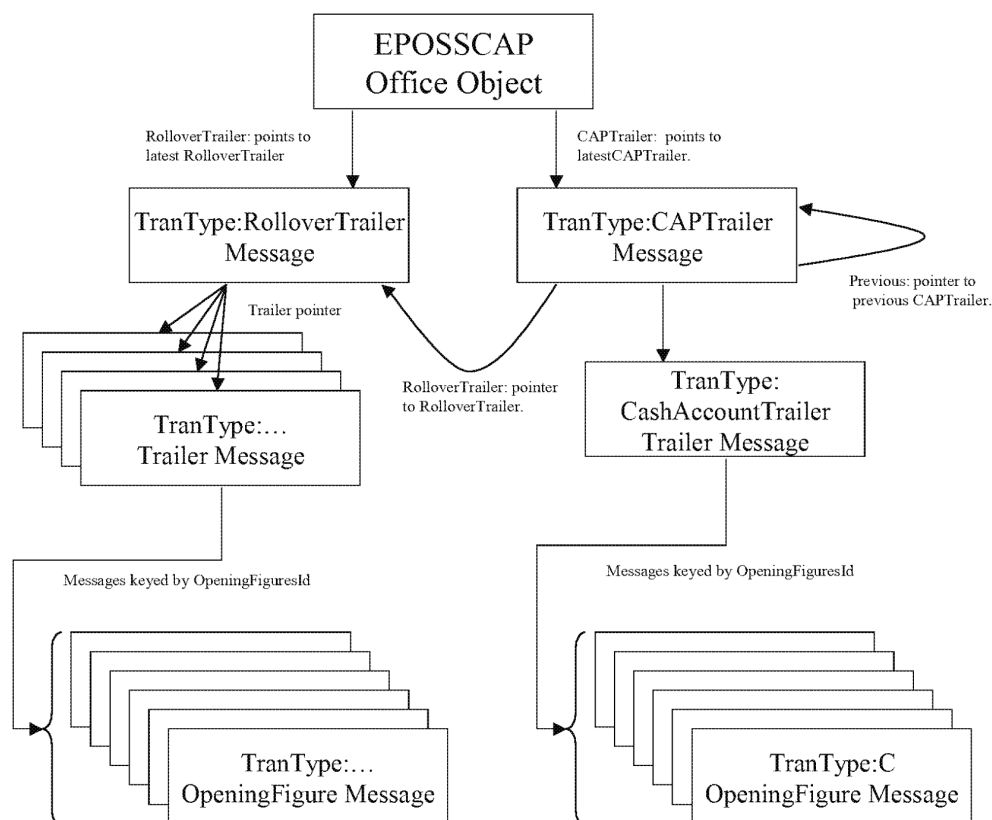 EPOSSCAP
Office Object
RolloverTrailer: points to
latest RolloverTrailer
CAPTrailer: points to
latestCAPTrailer.
TranType:RolloverTrailer
Message
TranType:CAPTrailer
Message
Previous: pointer to
previous CAPTrailer.
Trailer pointer
RolloverTrailer: pointer
to RolloverTrailer.
TranType:
CashAccountTrailer
Trailer Message
TranType:…
Trailer Message
Messages keyed by OpeningFiguresId
Messages keyed by OpeningFiguresId
TranType:…
OpeningFigure Message
TranType:C
OpeningFigure Message